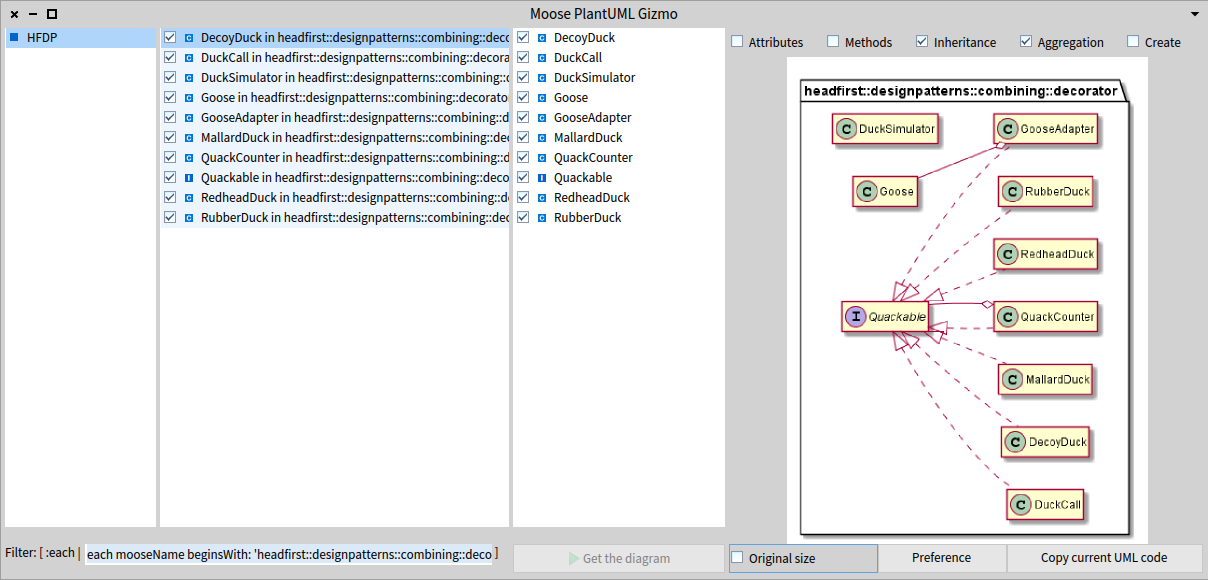 Moose PlantUML Gizmo
HFDP
DecoyDuck in headfirst::designpatterns::combining::deco
DuckCall in headfirst::designpatterns::combining::decora
DuckSimulator in headfirst::designpatterns::combining::
Goose in headfirst::designpatterns::combining::decorato
GooseAdapter in headfirst::designpatterns::combining::
MallardDuck in headfirst::designpatterns::combining::de
QuackCounter in headfirst::designpatterns::combining::d
Quackable in headfirst::designpatterns::combining::deco
RedheadDuck in headfirst::designpatterns::combining::d
RubberDuck in headfirst::designpatterns::combining::dec
DecoyDuck
DuckCall
DuckSimulator
Goose
GooseAdapter
MallardDuck
QuackCounter
Quackable
RedheadDuck
RubberDuck
Attributes Methods Inheritance Aggregation Create
headfirst::designpatterns::combining::decorator
C DuckSimulator C GooseAdapter
C Goose C RubberDuck
C RedheadDuck
I Quackable C QuackCounter
C MallardDuck
C DecoyDuck
C DuckCall
Filter: [ :each | each mooseName beginsWith: 'headfirst::designpatterns::combining::deco ]
Get the diagram
Original size Preference Copy current UML code